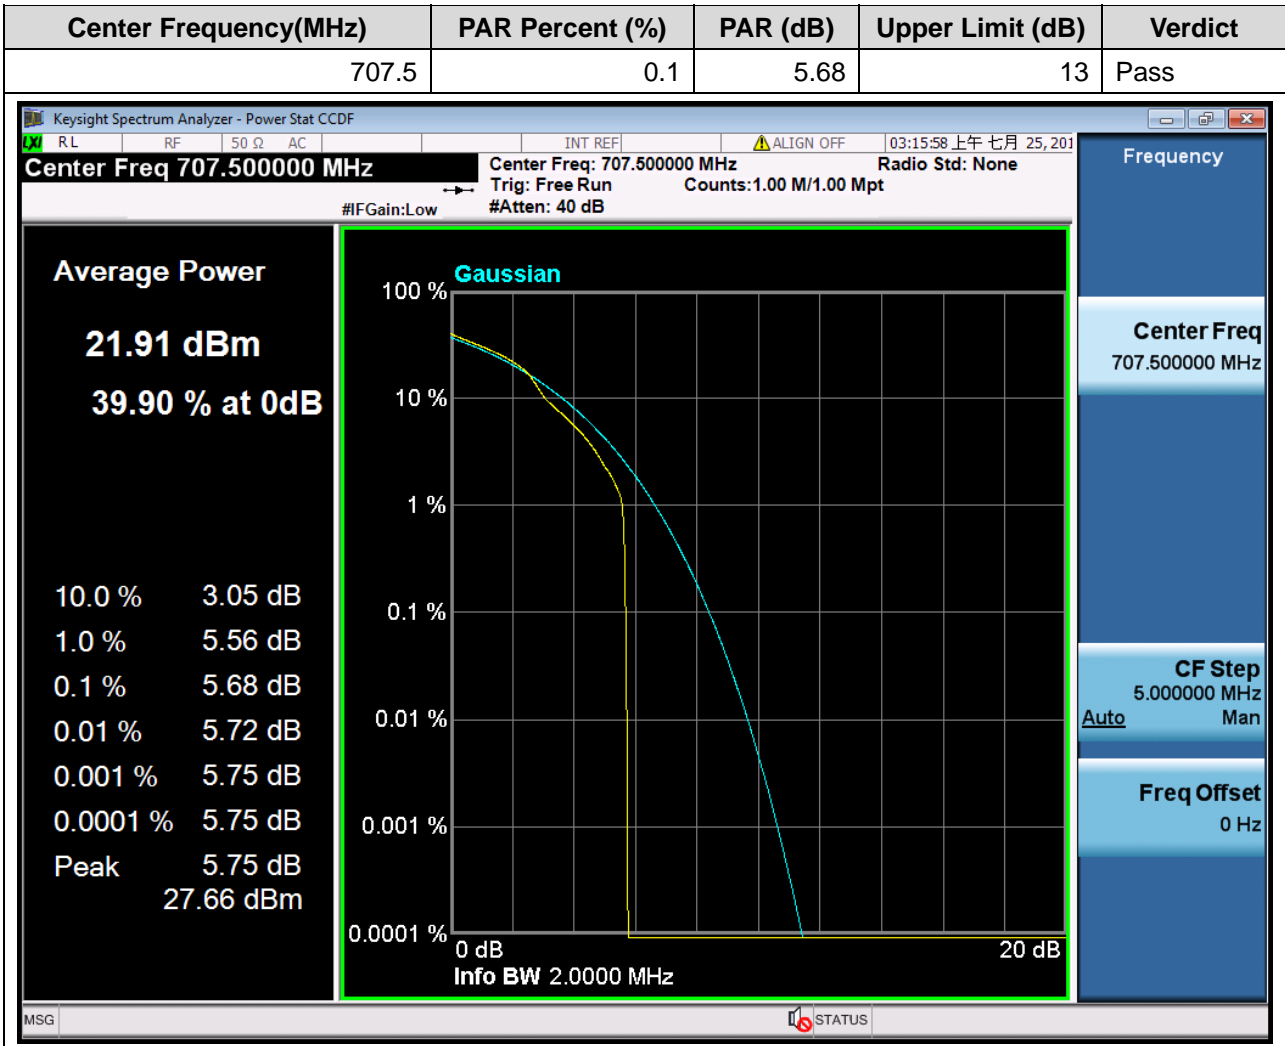 Center Frequency(MHz) PAR Percent (%) PAR (dB) Upper Limit (dB) Verdict
707.5 0.1 5.68 13 Pass
Keysight Spectrum Analyzer - Power Stat CCDF
LXI RL RF 50 Ω AC INT REF ALIGN OFF 03:15:58 上午 七月 25, 201
Center Freq 707.500000 MHz
#IFGain:Low
Center Freq: 707.500000 MHz Radio Std: None
Trig: Free Run Counts:1.00 M/1.00 Mpt
#Atten: 40 dB
Average Power
21.91 dBm
39.90 % at 0dB
10.0 % 3.05 dB
1.0 % 5.56 dB
0.1 % 5.68 dB
0.01 % 5.72 dB
0.001 % 5.75 dB
0.0001 % 5.75 dB
Peak 5.75 dB
27.66 dBm
Gaussian
100 %
10 %
1 %
0.1 %
0.01 %
0.001 %
0.0001 %
0 dB 20 dB
Info BW 2.0000 MHz
Frequency
Center Freq
707.500000 MHz
CF Step
5.000000 MHz
Auto Man
Freq Offset
0 Hz
MSG STATUS